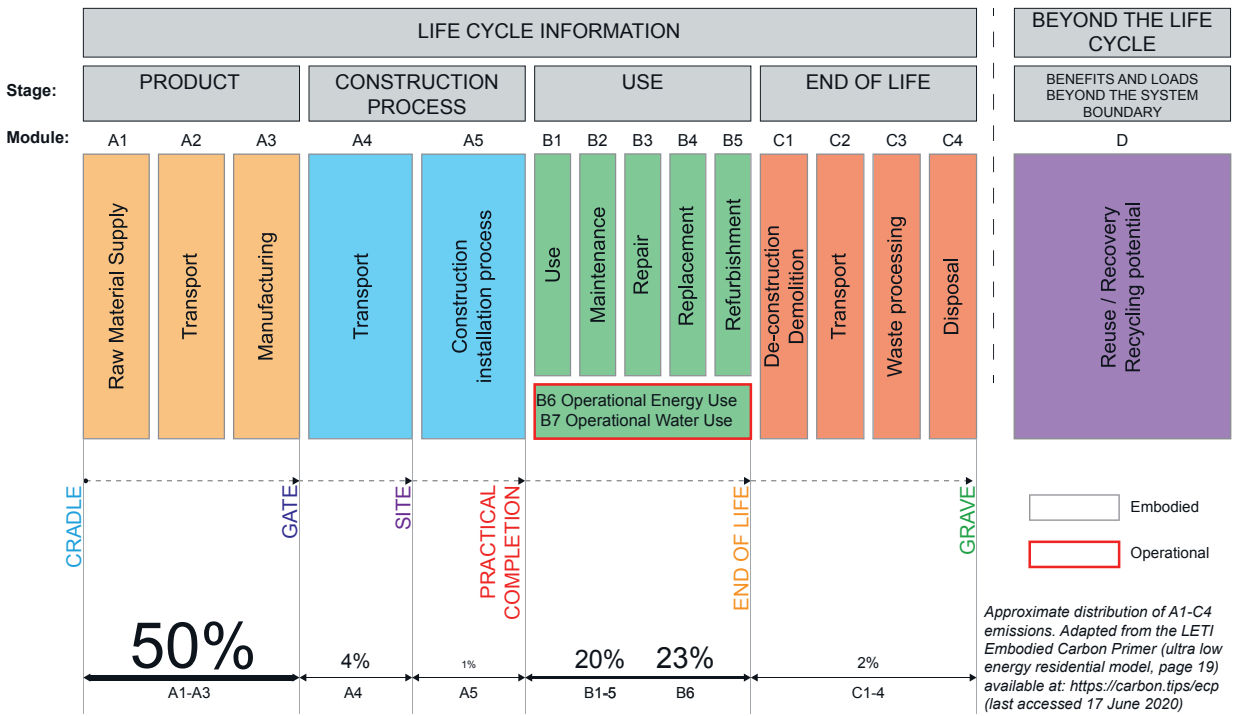 LIFE CYCLE INFORMATION
BEYOND THE LIFE
CYCLE
Stage:
PRODUCT
CONSTRUCTION
PROCESS
USE
END OF LIFE
BENEFITS AND LOADS
BEYOND THE SYSTEM
BOUNDARY
Module:
A1
A2
A3
A4
A5
B1
B2
B3
B4
B5
C1
C2
C3
C4
D
Raw Material Supply
Transport
Manufacturing
Transport
Construction
installation process
Use
Maintenance
Repair
Replacement
Refurbishment
B6 Operational Energy Use
B7 Operational Water Use
De-construction
Demolition
Transport
Waste processing
Disposal
Reuse / Recovery
Recycling potential
CRADLE
GATE
SITE
PRACTICAL
COMPLETION
END OF LIFE
GRAVE
Embodied
Operational
50%
4%
1%
20%
23%
2%
A1-A3
A4
A5
B1-5
B6
C1-4
Approximate distribution of A1-C4
emissions. Adapted from the LETI
Embodied Carbon Primer (ultra low
energy residential model, page 19)
available at: https://carbon.tips/ecp
(last accessed 17 June 2020)